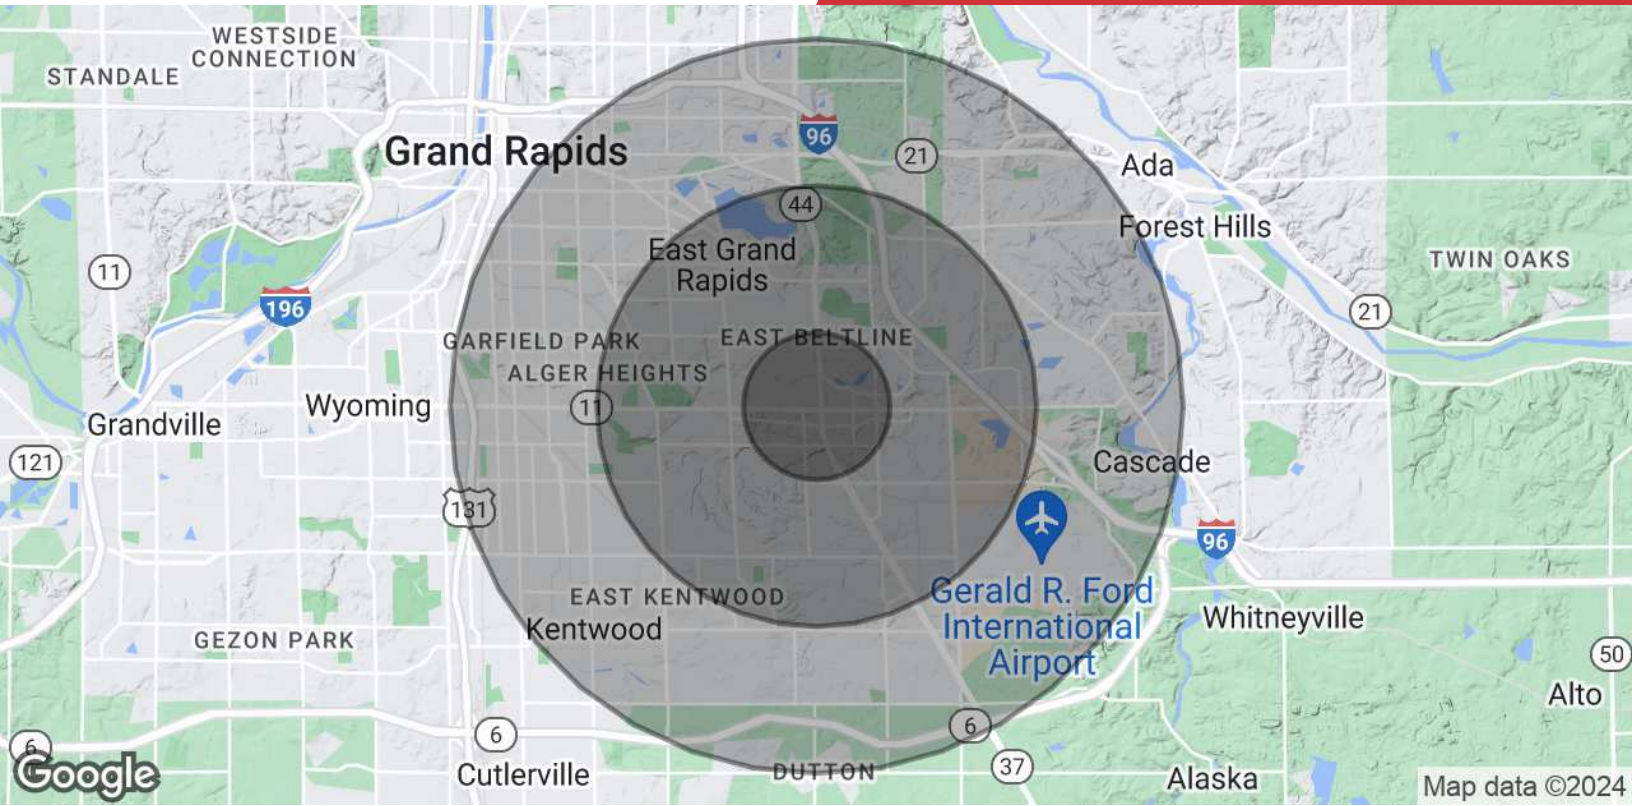 WESTSIDE
CONNECTION
STANDALE
Grand Rapids
96
21
Ada
44
Forest Hills
East Grand
Rapids
TWIN OAKS
11
196
21
GARFIELD PARK
EAST BELTLINE
ALGER HEIGHTS
11
Wyoming
Grandville
121
Cascade
131
96
EAST KENTWOOD
Kentwood
Gerald R. Ford
International
Airport
Whitneyville
GEZON PARK
50
Alto
6
6
6
37
Cutlerville
DUTTON
Alaska
Google
Map data ©2024